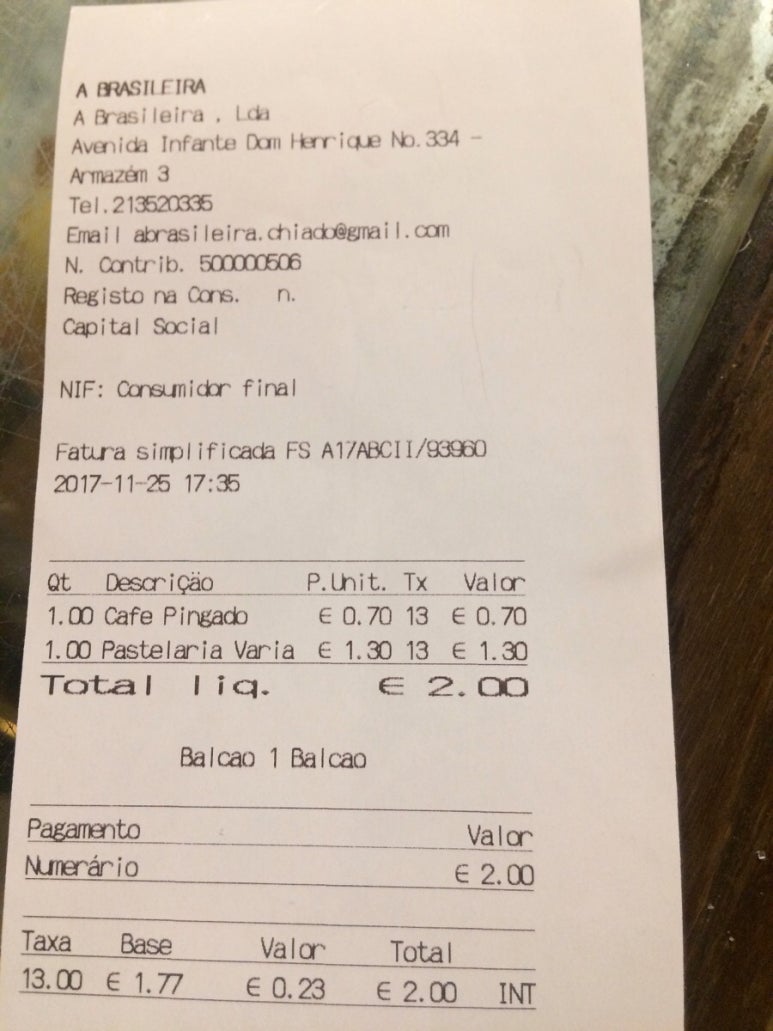 A BRASILEIRA
A Brasileira , Lda
Avenida Infante Dom Henrique No.334 -
Armazém 3
Tel.213520335
Email abrasileira.chiado@gmail.com
N. Contrib. 500000506
Registo na Cons. n.
Capital Social
NIF: Consumidor final
Fatura simplificada FS A17ABCII/93960
2017-11-25 17:35
Qt Descrição P.Unit. Tx Valor
1.00 Cafe Pingado € 0.70 13 € 0.70
1.00 Pastelaria Varia € 1.30 13 € 1.30
Total liq. € 2.00
Balcao 1 Balcao
Pagamento Valor
Numerário € 2.00
Taxa Base Valor Total
13.00 € 1.77 € 0.23 € 2.00 INT